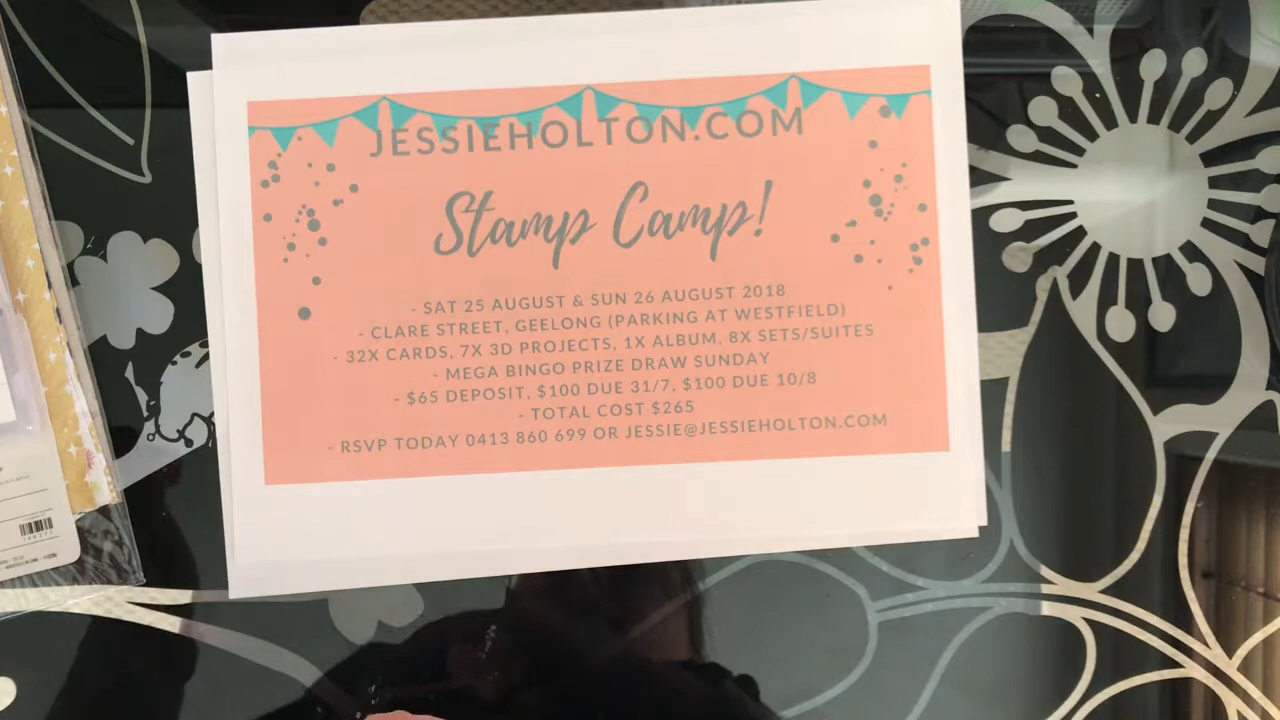 JESSIEHOLTON.COM
Stamp Camp!
- SAT 25 AUGUST & SUN 26 AUGUST 2018
- CLARE STREET, GEELONG (PARKING AT WESTFIELD)
- 32X CARDS, 7X 3D PROJECTS, 1X ALBUM, 8X SETS/SUITES
- MEGA BINGO PRIZE DRAW SUNDAY
- $65 DEPOSIT, $100 DUE 31/7, $100 DUE 10/8
- TOTAL COST $265
- RSVP TODAY 0413 860 699 OR JESSIE@JESSIEHOLTON.COM